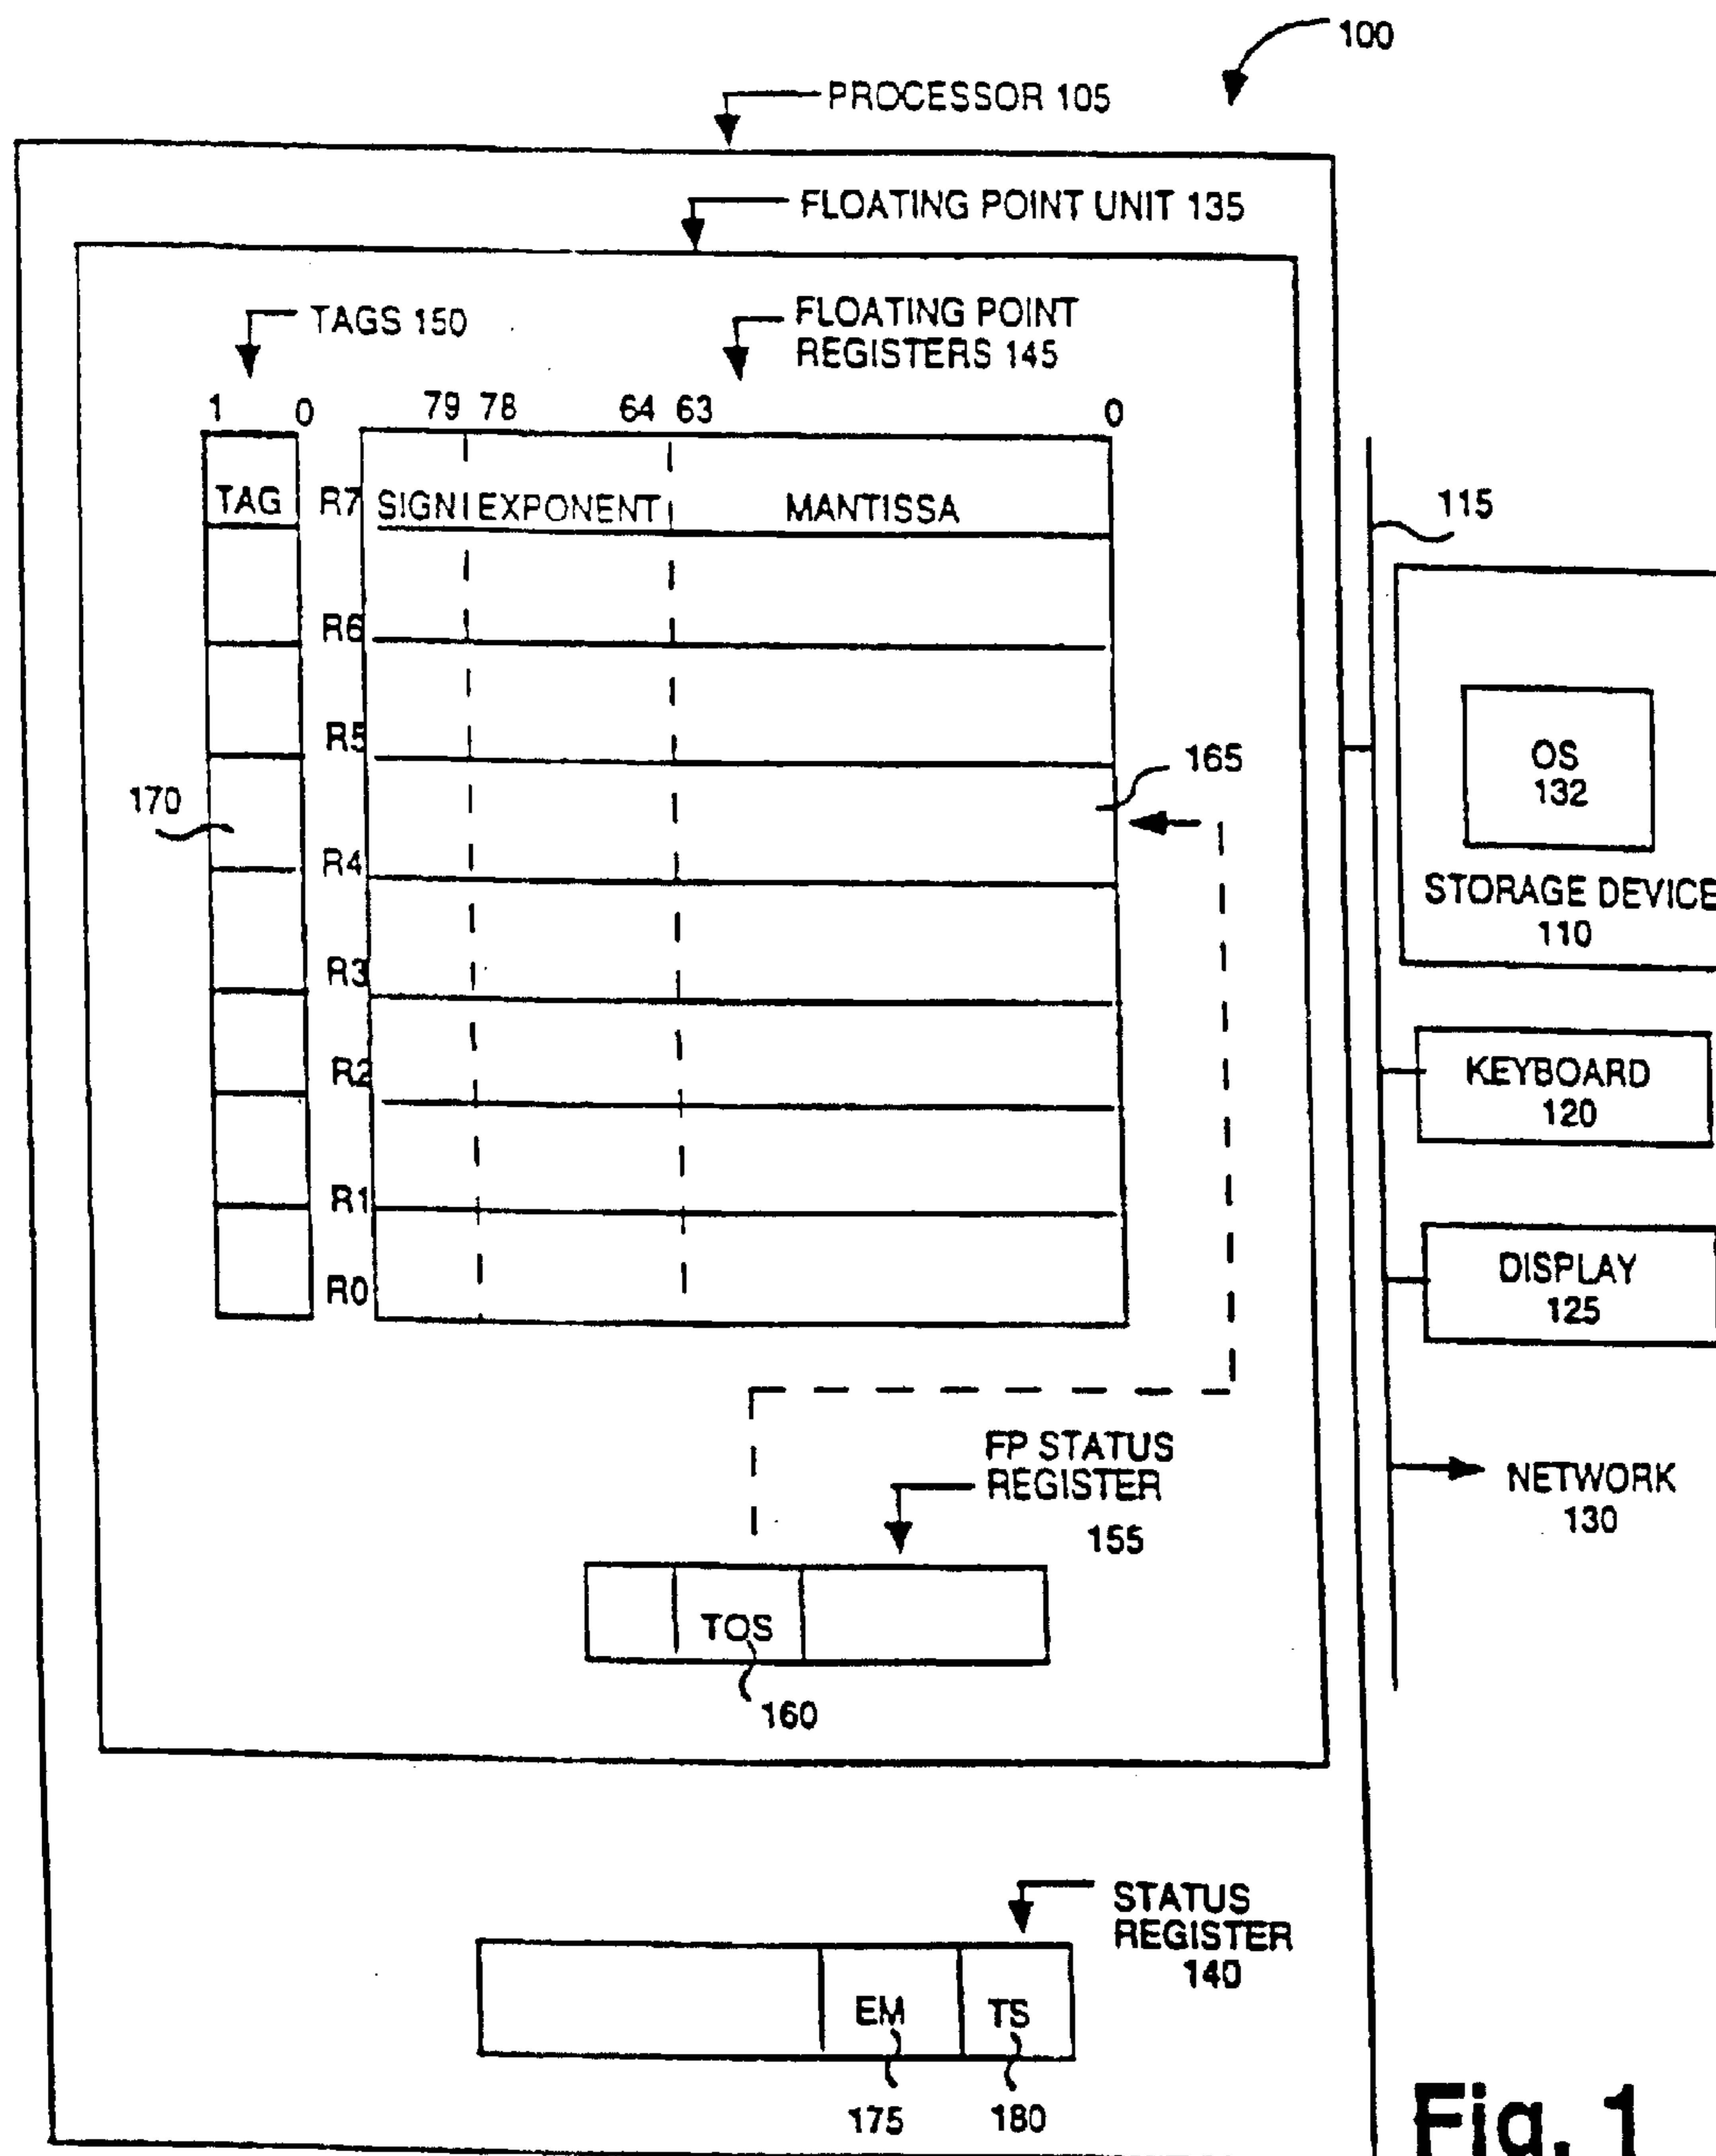 100
PROCESSOR 105
FLOATING POINT UNIT 135
TAGS 150
FLOATING POINT
REGISTERS 145
1 0 79 78 64 63 0
TAG R7 SIGN EXPONENT MANTISSA
115
R6
R5
165
OS
132
170
R4
STORAGE DEVICE
110
R3
KEYBOARD
120
R2
R1
DISPLAY
125
R0
FP STATUS
REGISTER
155
NETWORK
130
TOS
160
STATUS
REGISTER
140
EM TS
175 180
Fig. 1